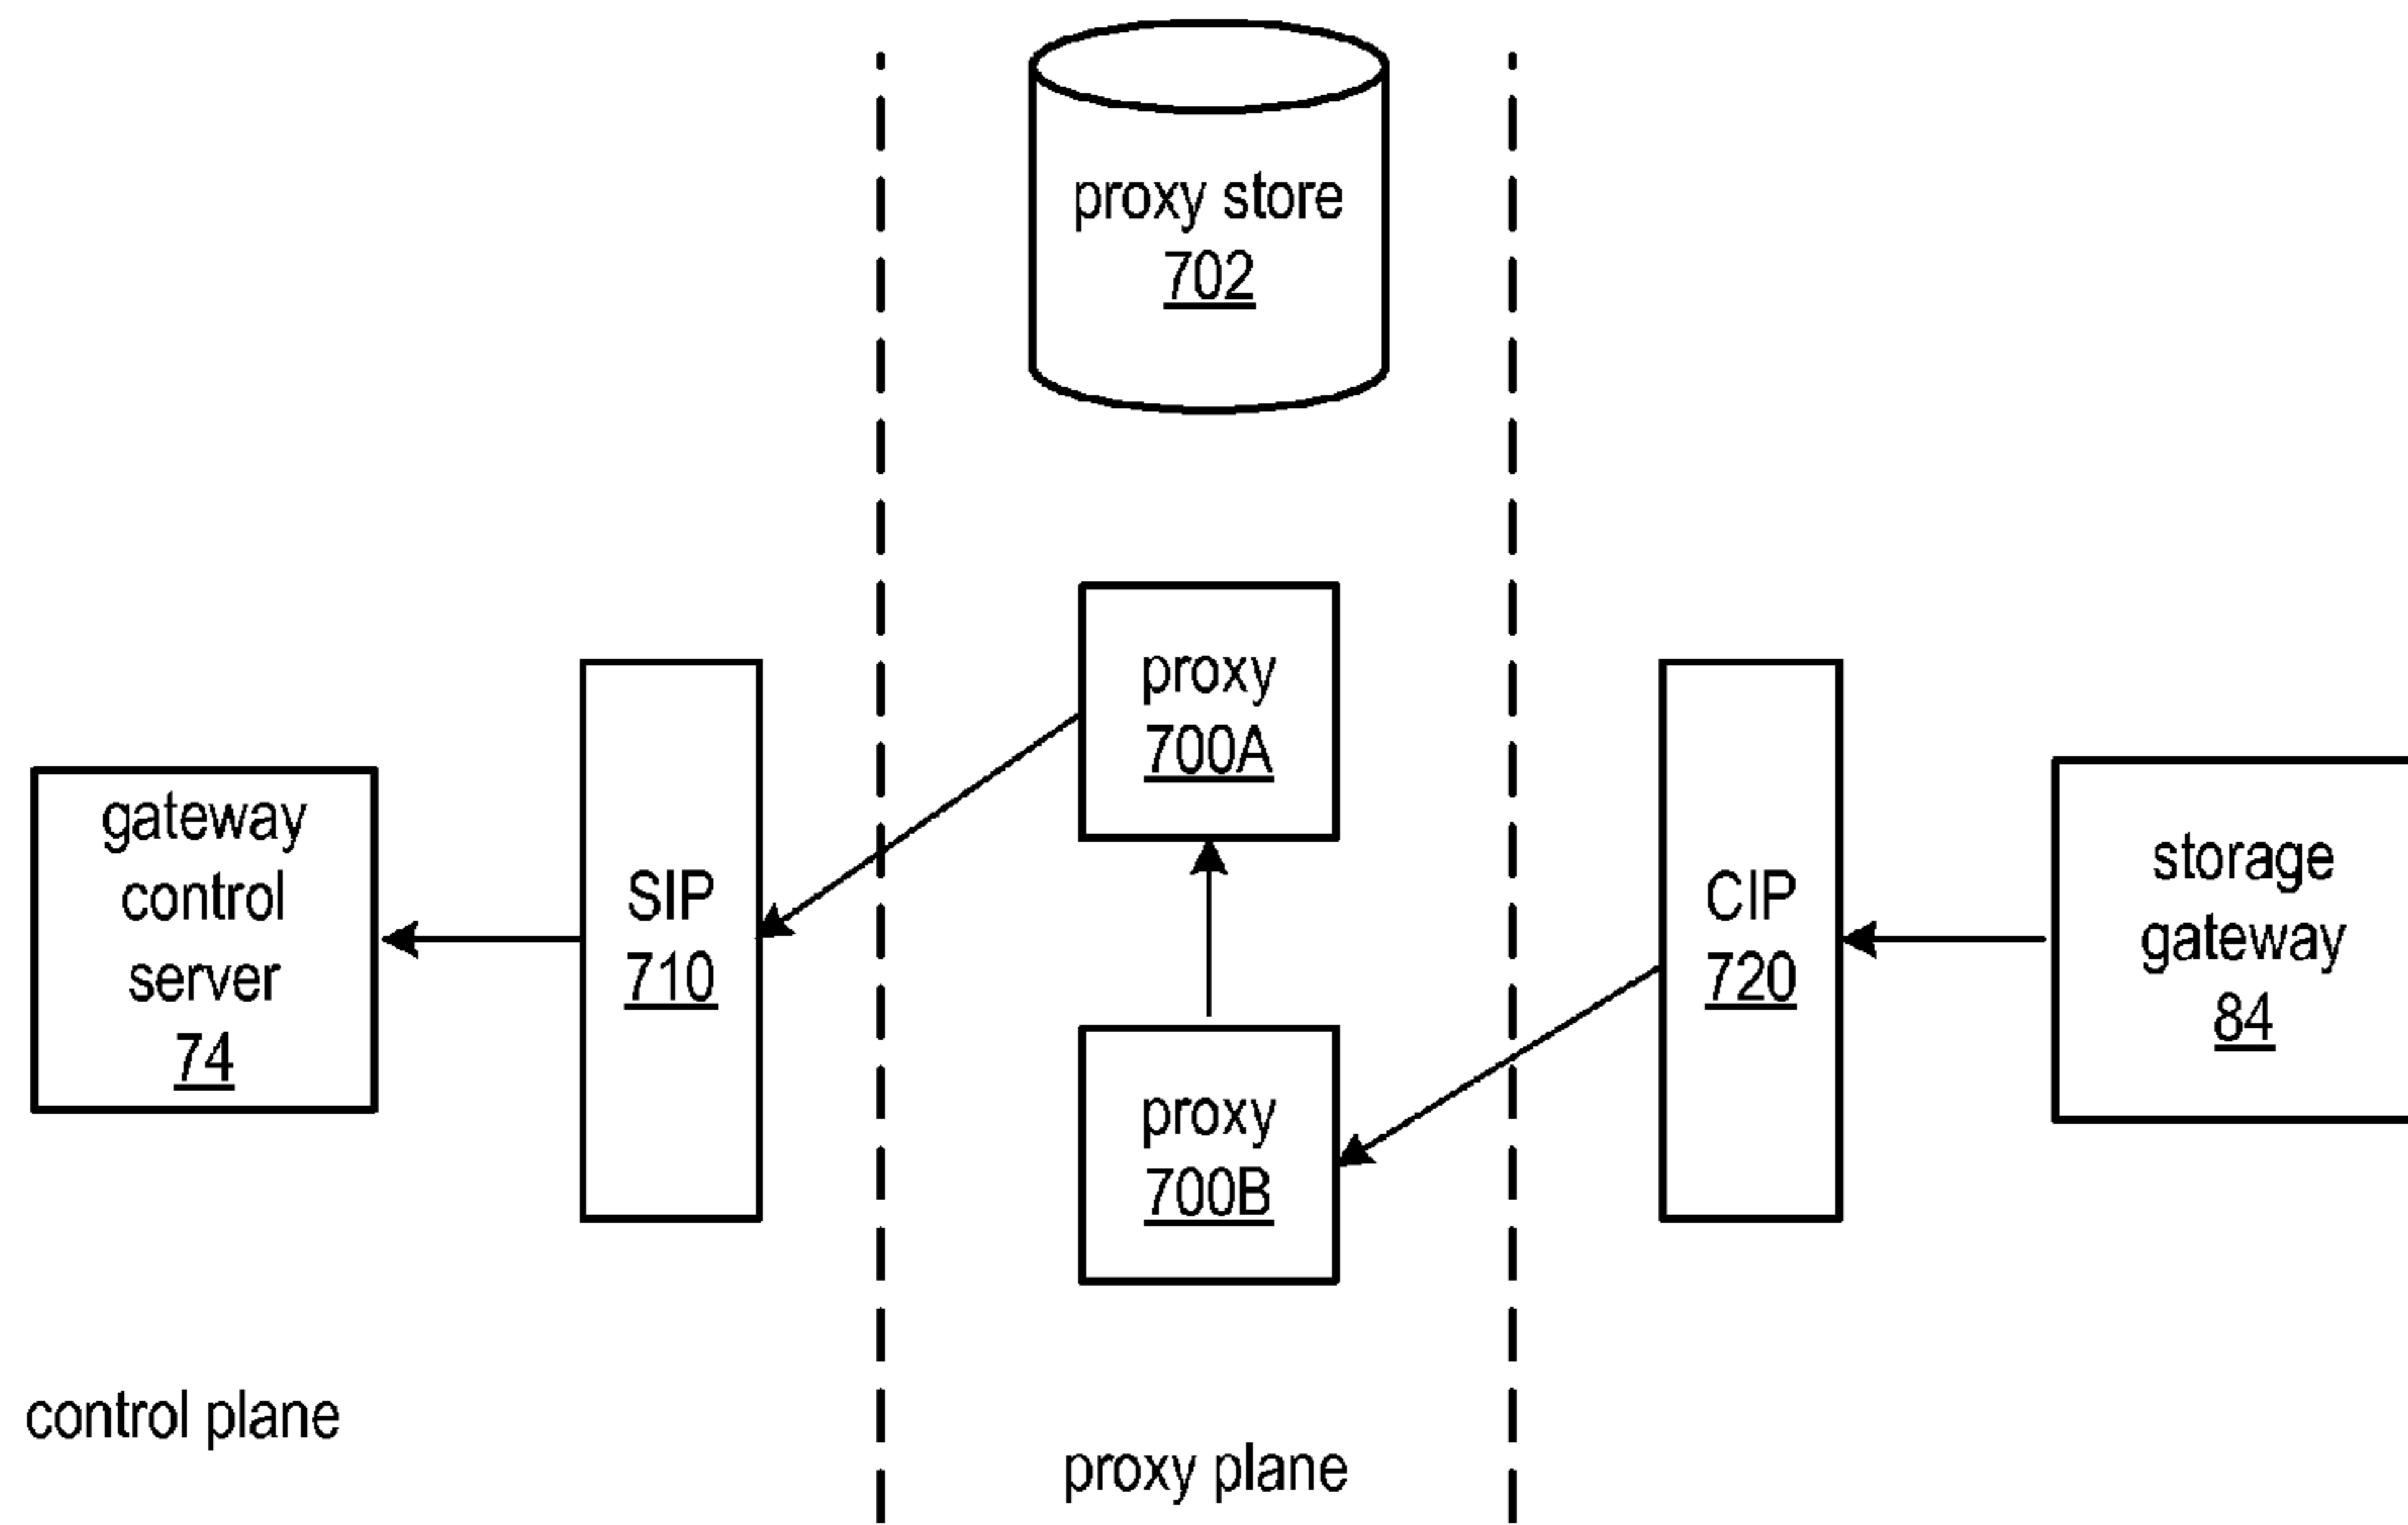 proxy store
702
proxy
700A
gateway
control
server
74
SIP
710
CIP
720
storage
gateway
84
proxy
700B
control plane
proxy plane